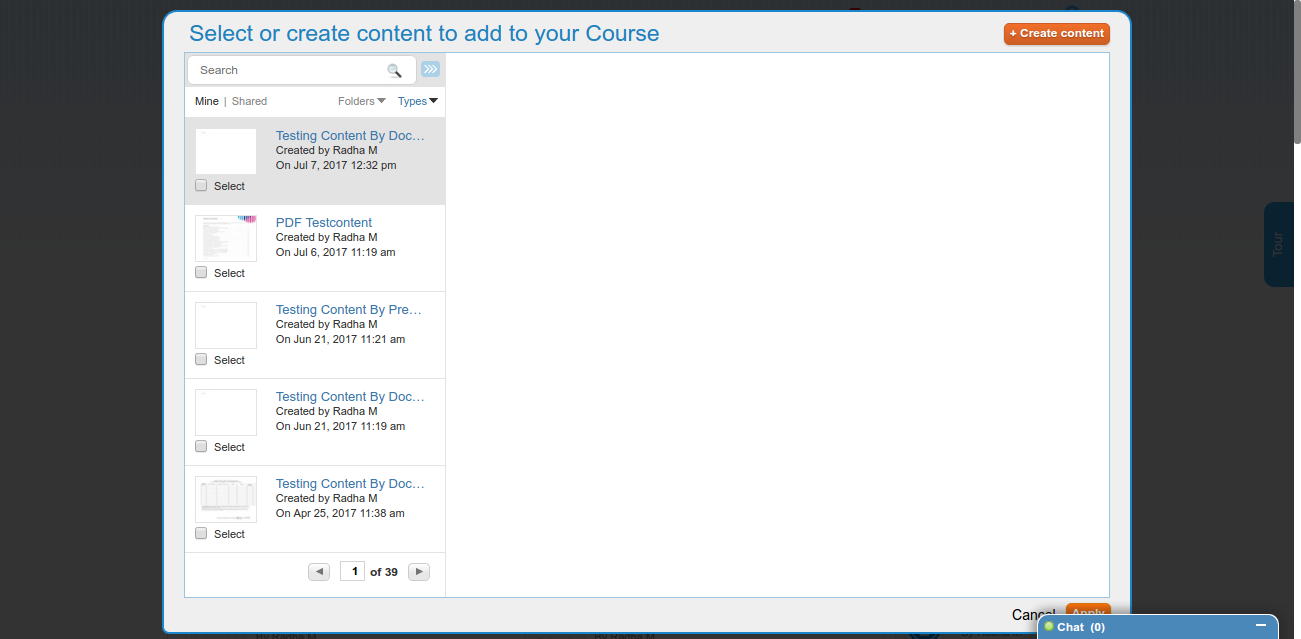 Select or create content to add to your Course
+ Create content
Search
Mine | Shared
Folders
Types
Testing Content By Doc…
Created by Radha M
On Jul 7, 2017 12:32 pm
Select
PDF Testcontent
Created by Radha M
On Jul 6, 2017 11:19 am
Select
Testing Content By Pre…
Created by Radha M
On Jun 21, 2017 11:21 am
Select
Testing Content By Doc…
Created by Radha M
On Jun 21, 2017 11:19 am
Select
Testing Content By Doc…
Created by Radha M
On Apr 25, 2017 11:38 am
Select
1 of 39
Tour
Cancel
Apply
Chat (0)
By Radha M
By Radha M